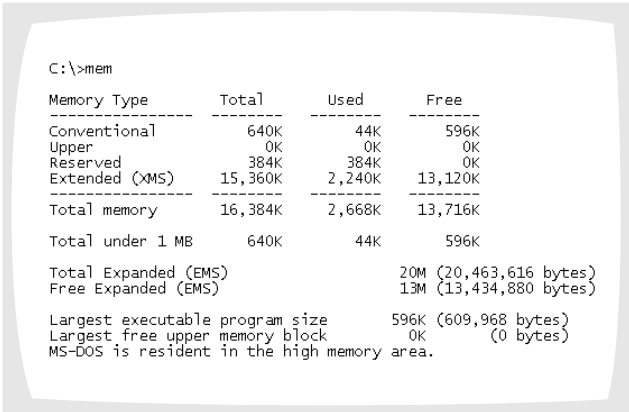 C:\>mem
Memory Type Total Used Free
---------------- -------- -------- --------
Conventional 640K 44K 596K
Upper 0K 0K 0K
Reserved 384K 384K 0K
Extended (XMS) 15,360K 2,240K 13,120K
---------------- -------- -------- --------
Total memory 16,384K 2,668K 13,716K
Total under 1 MB 640K 44K 596K
Total Expanded (EMS) 20M (20,463,616 bytes)
Free Expanded (EMS) 13M (13,434,880 bytes)
Largest executable program size 596K (609,968 bytes)
Largest free upper memory block 0K (0 bytes)
MS-DOS is resident in the high memory area.